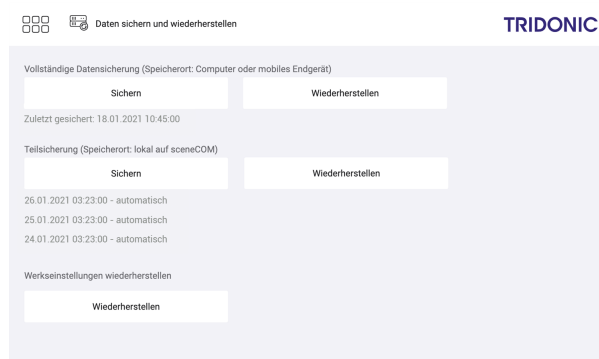 Daten sichern und wiederherstellen
TRIDONIC
Vollständige Datensicherung (Speicherort: Computer oder mobiles Endgerät)
Sichern
Wiederherstellen
Zuletzt gesichert: 18.01.2021 10:45:00
Teilsicherung (Speicherort: lokal auf sceneCOM)
Sichern
Wiederherstellen
26.01.2021 03:23:00 - automatisch
25.01.2021 03:23:00 - automatisch
24.01.2021 03:23:00 - automatisch
Werkseinstellungen wiederherstellen
Wiederherstellen